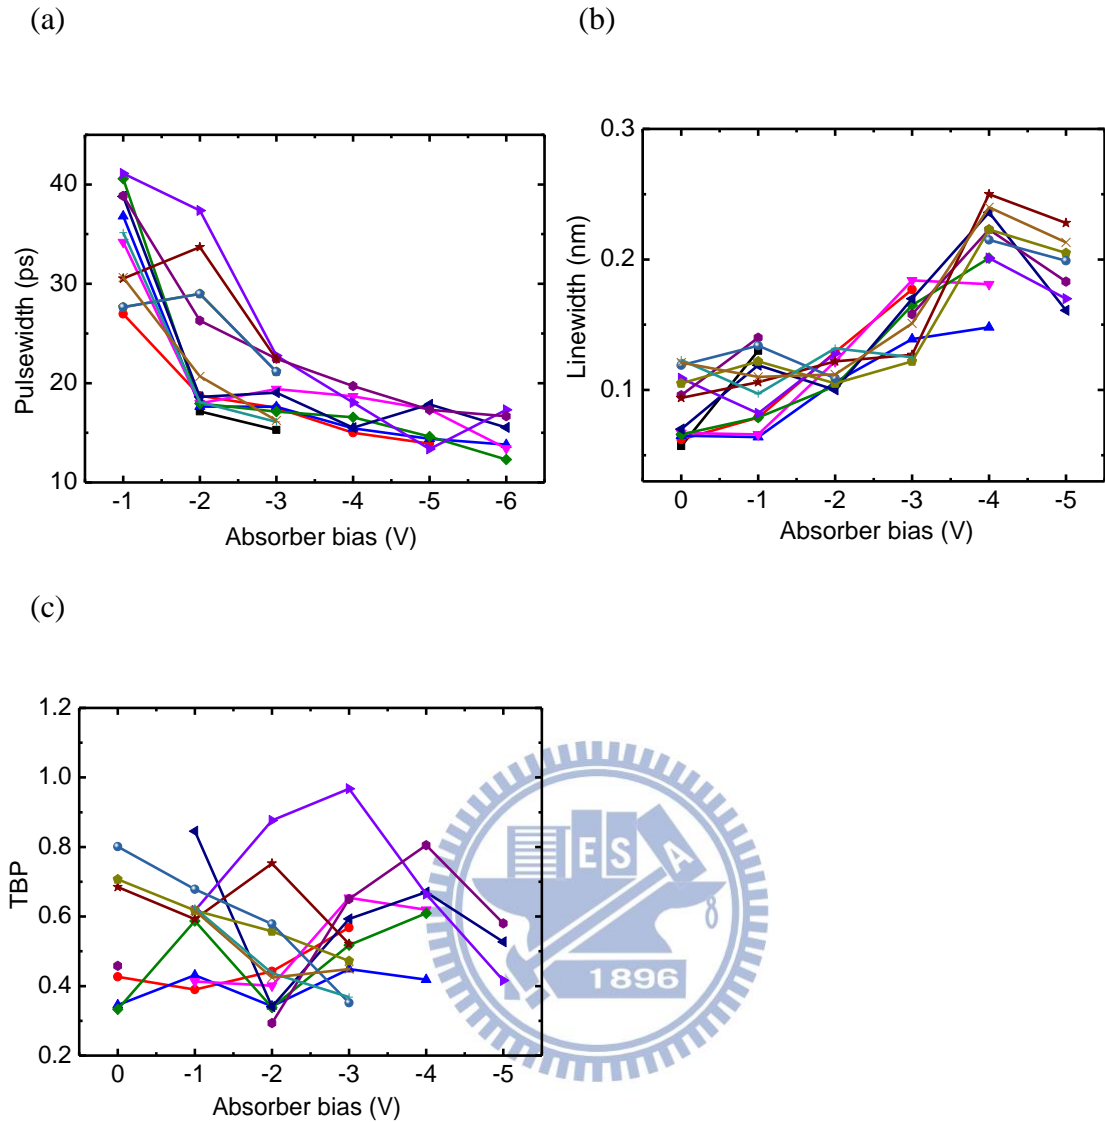 (a)
(b)
40
30
20
10
Pulsewidth (ps)
-1 -2 -3 -4 -5 -6
Absorber bias (V)
0.3
0.2
0.1
Linewidth (nm)
0 -1 -2 -3 -4 -5
Absorber bias (V)
(c)
1.2
1.0
0.8
0.6
0.4
0.2
TBP
0 -1 -2 -3 -4 -5
Absorber bias (V)
E S A
1896